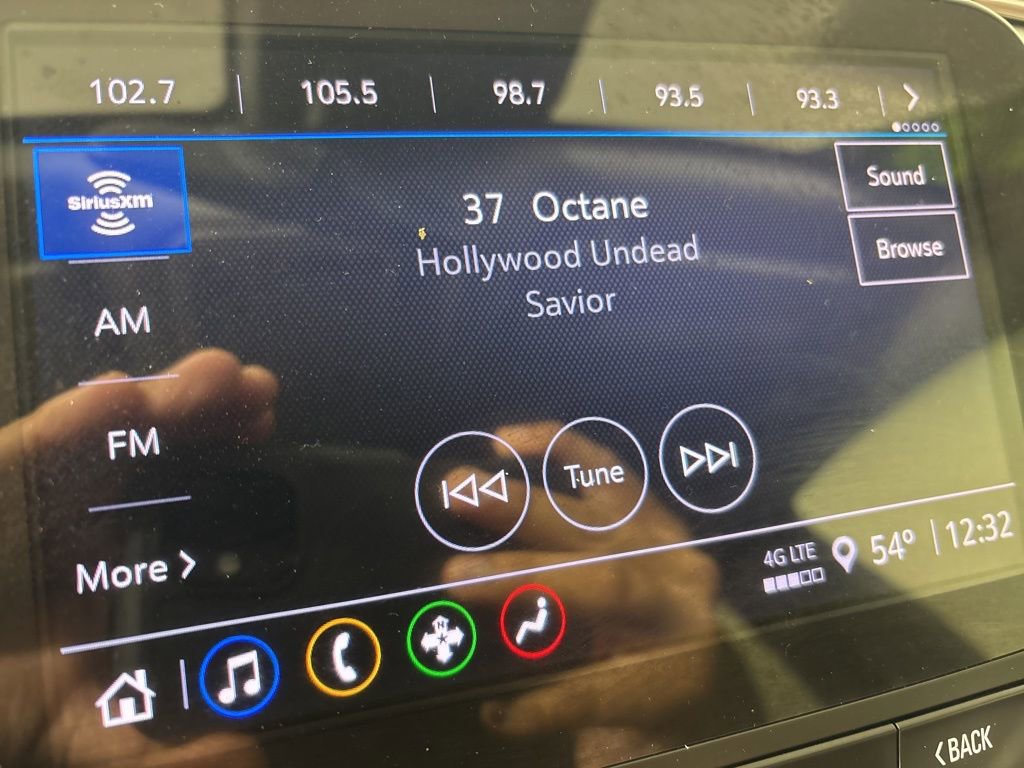 102.7 | 105.5 | 98.7 | 93.5 | 93.3 | >
SiriusXM
37 Octane
Hollywood Undead
Savior
Sound
Browse
AM
FM
More >
Tune
4G LTE
54° | 12:32
N
< BACK